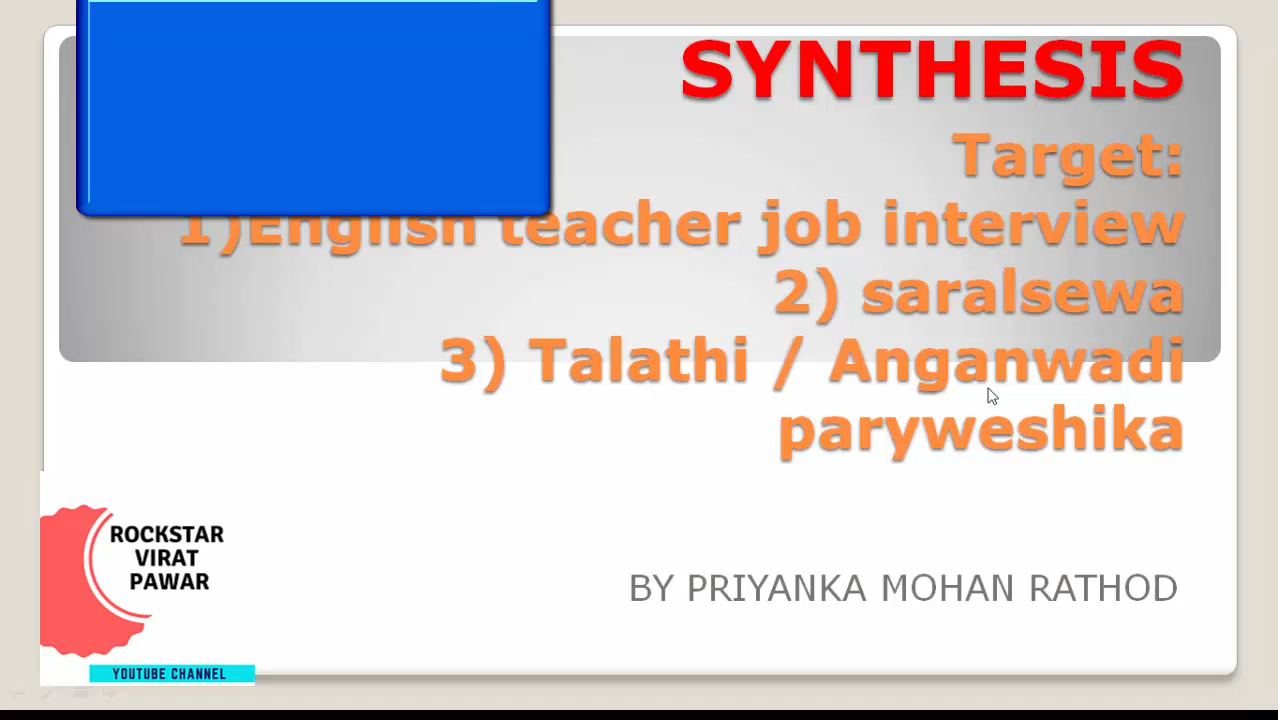 SYNTHESIS
Target:
1)English teacher job interview
2) saralsewa
3) Talathi / Anganwadi
paryweshika
BY PRIYANKA MOHAN RATHOD
ROCKSTAR
VIRAT
PAWAR
YOUTUBE CHANNEL